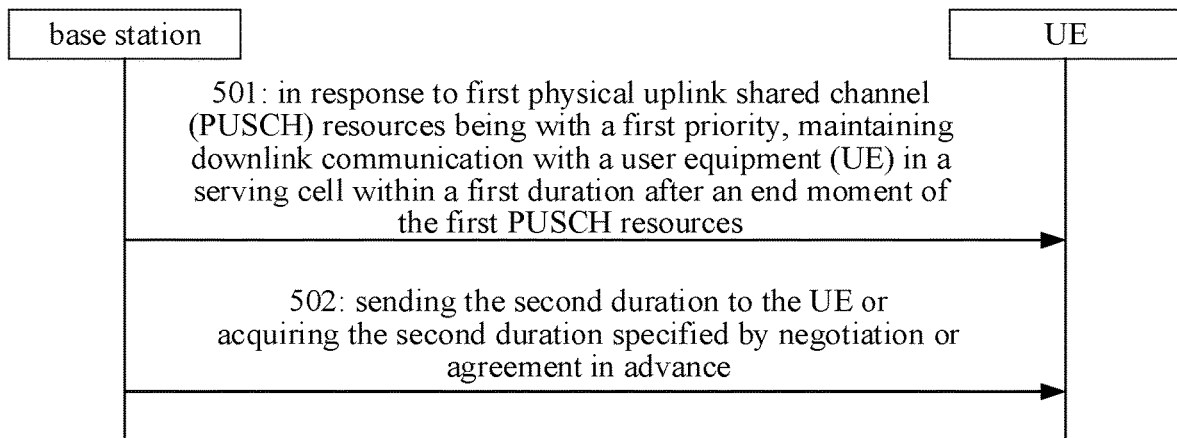 base station
UE
501: in response to first physical uplink shared channel
(PUSCH) resources being with a first priority, maintaining
downlink communication with a user equipment (UE) in a
serving cell within a first duration after an end moment of
the first PUSCH resources
502: sending the second duration to the UE or
acquiring the second duration specified by negotiation or
agreement in advance